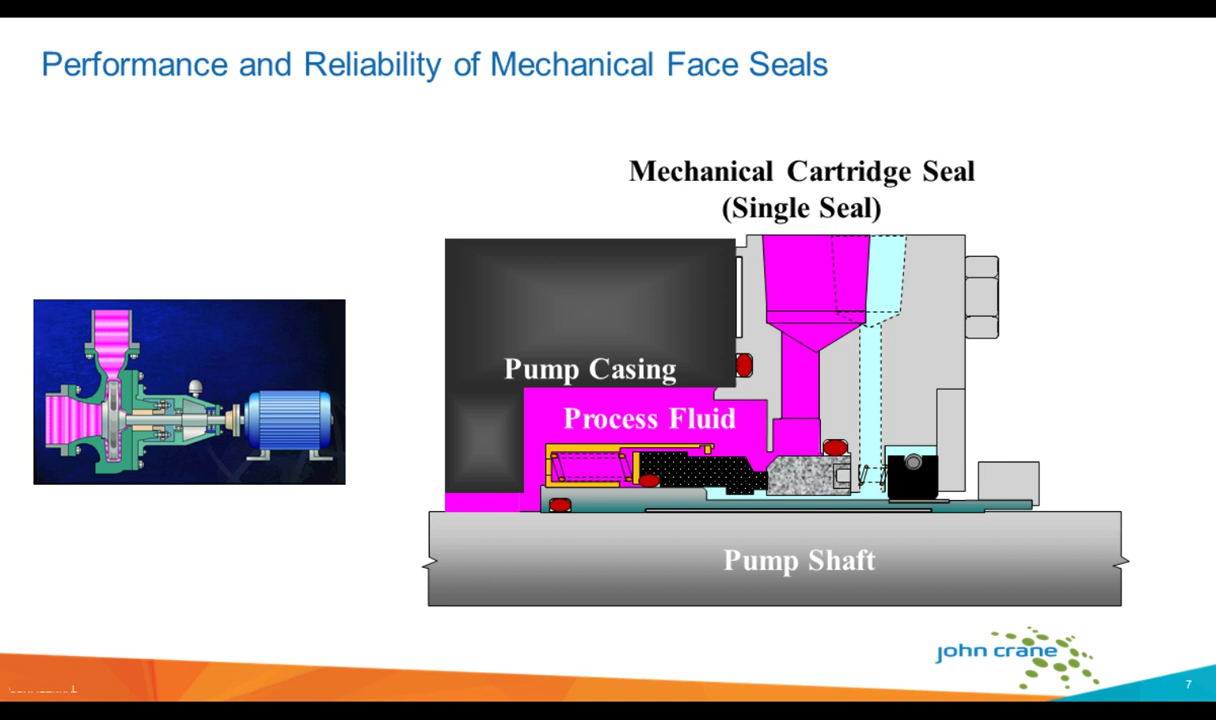 Performance and Reliability of Mechanical Face Seals
Mechanical Cartridge Seal
(Single Seal)
Pump Casing
Process Fluid
Pump Shaft
john crane
7